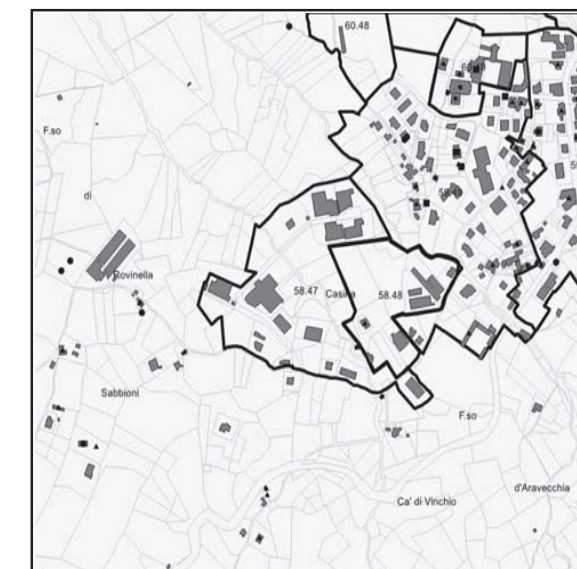 60.48
F.so
di
Rovinella
58.47
Casina
58.48
Sabbioni
F.so
Ca' di Vinchio
d'Aravecchia